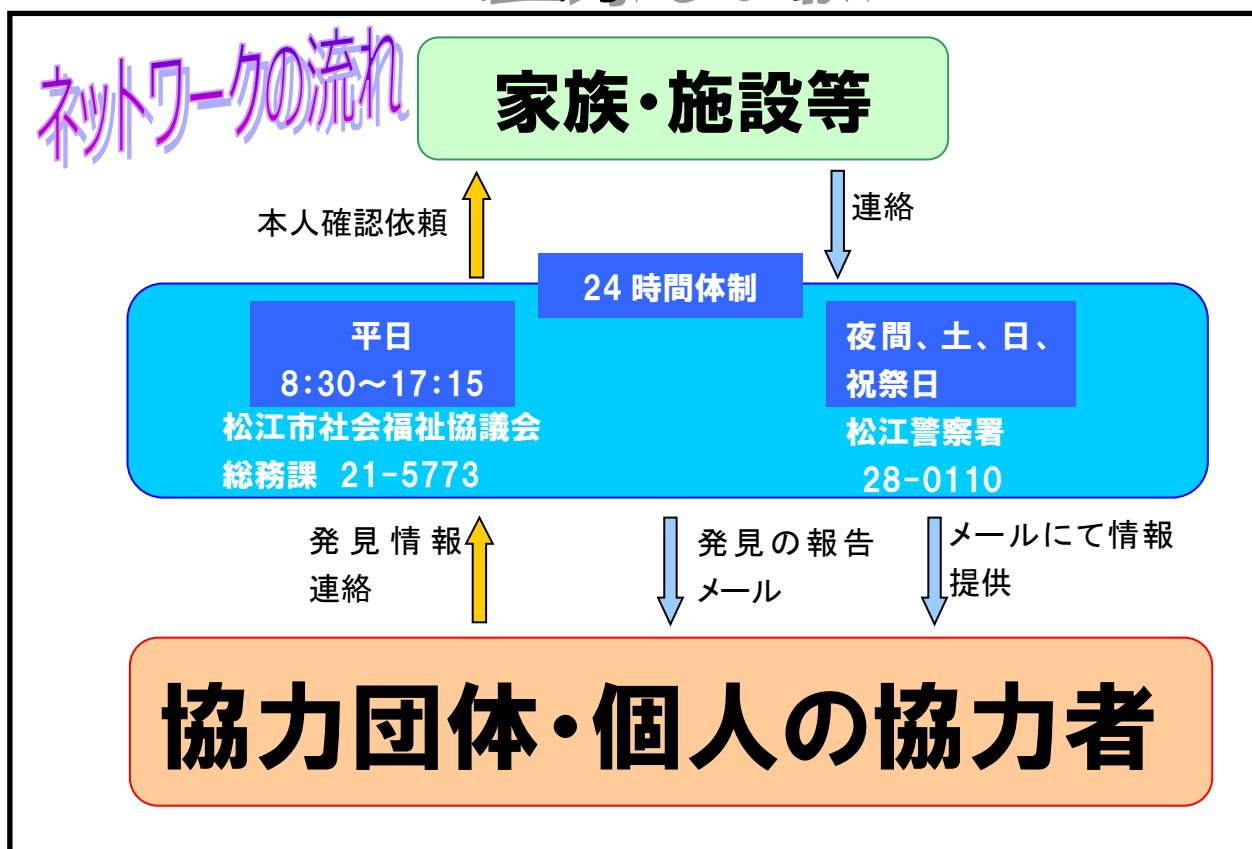 ネットワークの流れ
家族・施設等
本人確認依頼
連絡
24時間体制
平日
8:30～17:15
松江市社会福祉協議会
総務課 21-5773
夜間、土、日、
祝祭日
松江警察署
28-0110
発見情報
連絡
発見の報告
メール
メールにて情報
提供
協力団体・個人の協力者